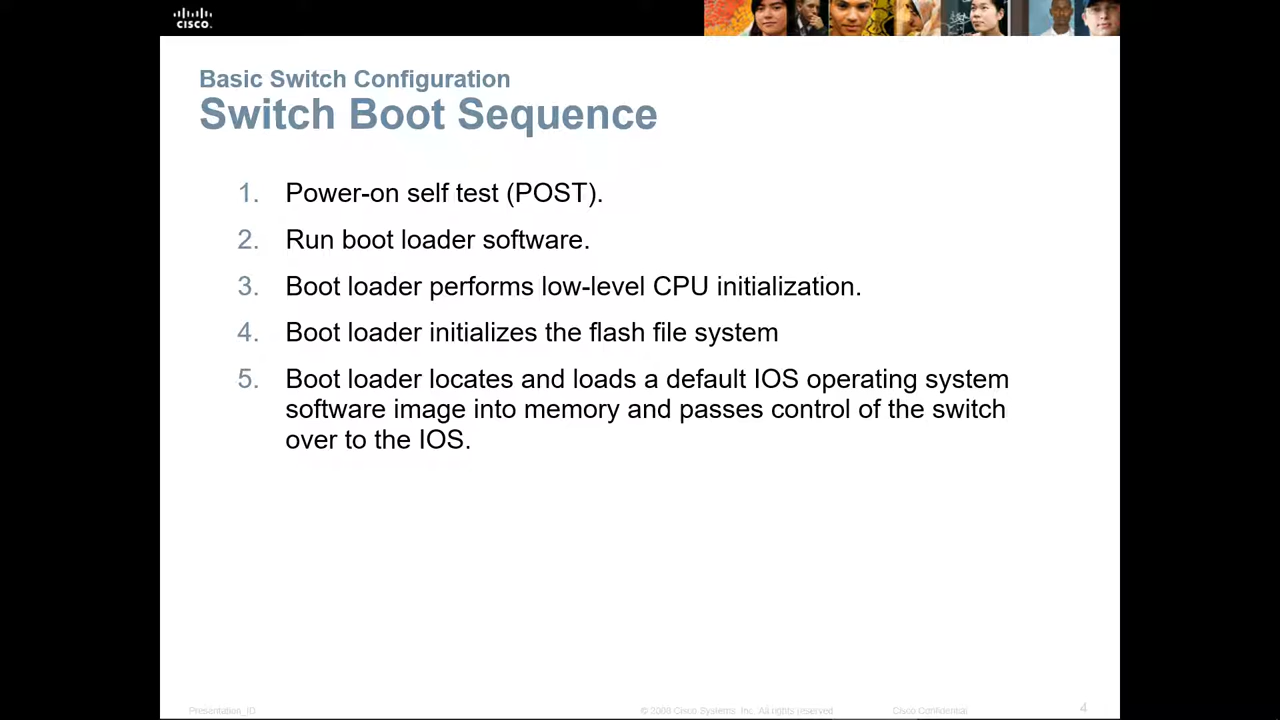 CISCO.
Basic Switch Configuration
Switch Boot Sequence
1. Power-on self test (POST).
2. Run boot loader software.
3. Boot loader performs low-level CPU initialization.
4. Boot loader initializes the flash file system
5. Boot loader locates and loads a default IOS operating system
software image into memory and passes control of the switch
over to the IOS.
Presentation_ID
© 2008 Cisco Systems, Inc. All rights reserved.
Cisco Confidential
4